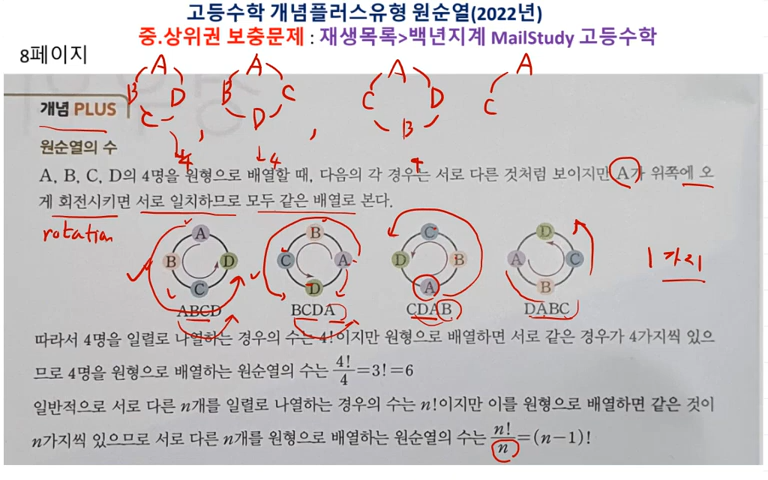 고등수학 개념플러스유형 원순열(2022년)
중.상위권 보충문제 : 재생목록>백년지계 MailStudy 고등수학
8페이지
A A A A
B D B C C D C
C D B
4 , 4 ,
개념 PLUS
원순열의 수
A, B, C, D의 4명을 원형으로 배열할 때, 다음의 각 경우는 서로 다른 것처럼 보이지만 A가 위쪽에 오
게 회전시키면 서로 일치하므로 모두 같은 배열로 본다.
rotation
A B C D
B D C A D B A C
C D A B
1가지
ABCD BCDA CDAB DABC
따라서 4명을 일렬로 나열하는 경우의 수는 4!이지만 원형으로 배열하면 서로 같은 경우가 4가지씩 있으
므로 4명을 원형으로 배열하는 원순열의 수는 4!/4=3!=6
일반적으로 서로 다른 n개를 일렬로 나열하는 경우의 수는 n!이지만 이를 원형으로 배열하면 같은 것이
n가지씩 있으므로 서로 다른 n개를 원형으로 배열하는 원순열의 수는 n!/n=(n-1)!